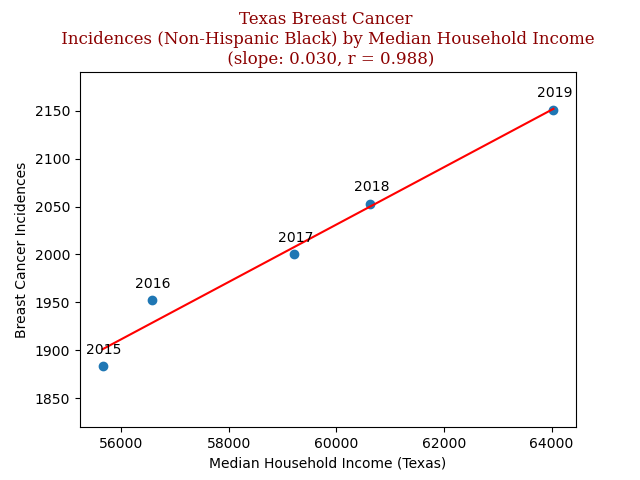 Texas Breast Cancer
Incidences (Non-Hispanic Black) by Median Household Income
(slope: 0.030, r = 0.988)
2019
2150
2100
2018
2050
2017
2000
2016
1950
1900
2015
1850
Breast Cancer Incidences
56000 58000 60000 62000 64000
Median Household Income (Texas)